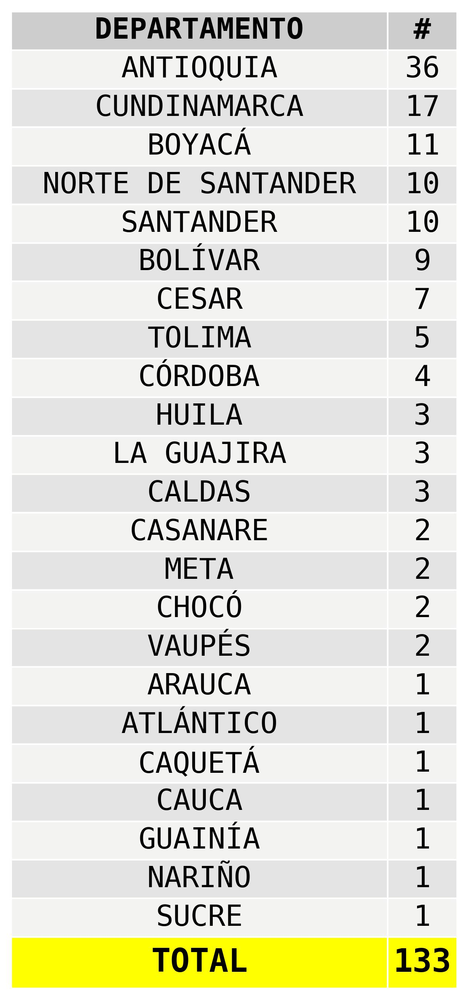 DEPARTAMENTO #
ANTIOQUIA 36
CUNDINAMARCA 17
BOYACÁ 11
NORTE DE SANTANDER 10
SANTANDER 10
BOLÍVAR 9
CESAR 7
TOLIMA 5
CÓRDOBA 4
HUILA 3
LA GUAJIRA 3
CALDAS 3
CASANARE 2
META 2
CHOCÓ 2
VAUPÉS 2
ARAUCA 1
ATLÁNTICO 1
CAQUETÁ 1
CAUCA 1
GUAINÍA 1
NARIÑO 1
SUCRE 1
TOTAL 133